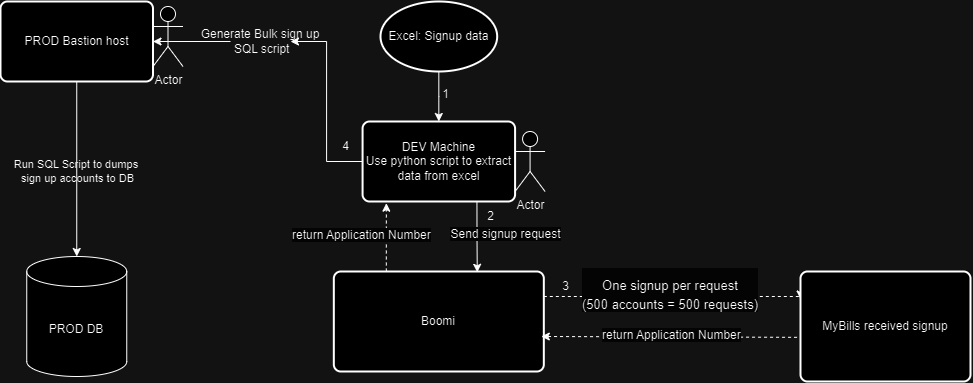 PROD Bastion host
Actor
Generate Bulk sign up
SQL script
Excel: Signup data
1
4
DEV Machine
Use python script to extract
data from excel
Actor
Run SQL Script to dumps
sign up accounts to DB
2
return Application Number
Send signup request
3
One signup per request
(500 accounts = 500 requests)
PROD DB
Boomi
MyBills received signup
return Application Number